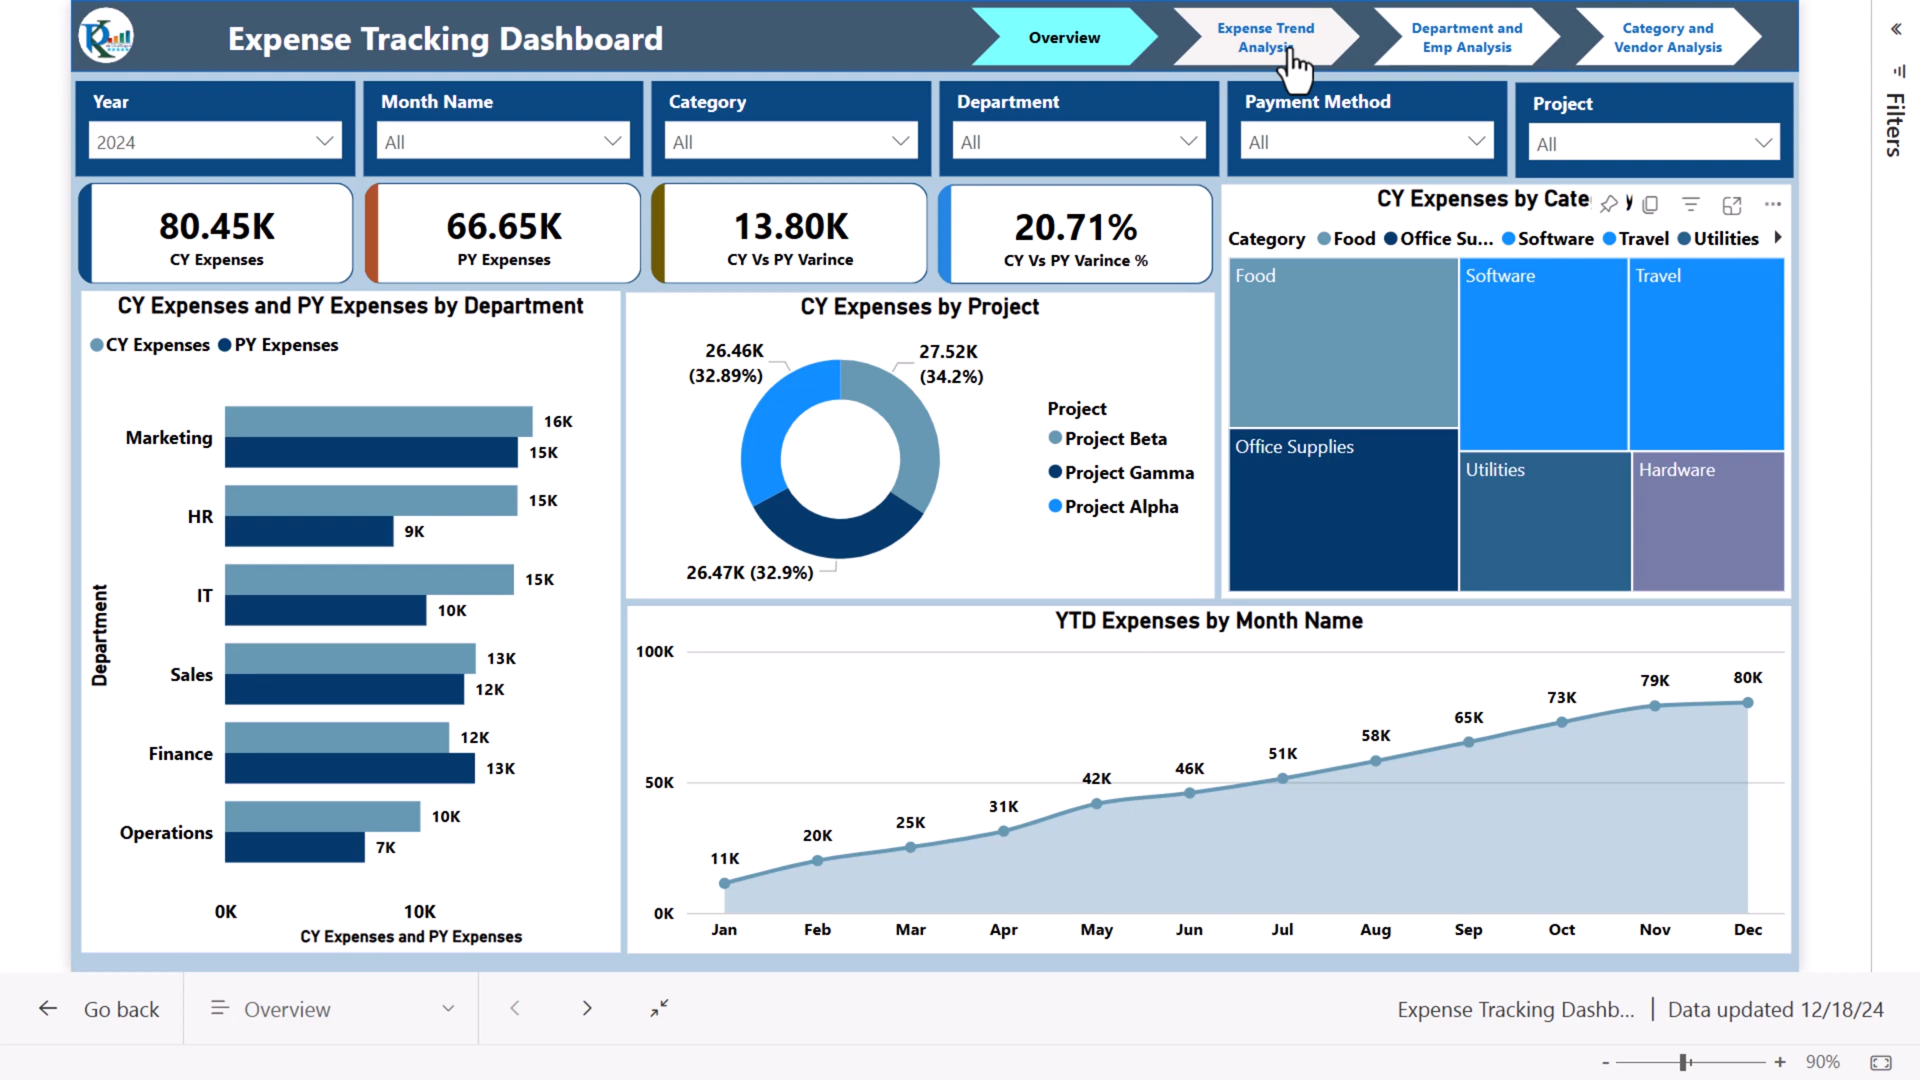 Expense Tracking Dashboard
Overview
Expense Trend
Analysis
Department and
Emp Analysis
Category and
Vendor Analysis
Filters
Year
2024
Month Name
All
Category
All
Department
All
Payment Method
All
Project
All
80.45K
CY Expenses
66.65K
PY Expenses
13.80K
CY Vs PY Varince
20.71%
CY Vs PY Varince %
CY Expenses by Cate
Category Food Office Su... Software Travel Utilities
Food
Software
Travel
Office Supplies
Utilities
Hardware
CY Expenses and PY Expenses by Department
CY Expenses PY Expenses
Department
Marketing
16K
15K
HR
15K
9K
IT
15K
10K
Sales
13K
12K
Finance
12K
13K
Operations
10K
7K
0K 10K
CY Expenses and PY Expenses
CY Expenses by Project
26.46K
(32.89%)
27.52K
(34.2%)
26.47K (32.9%)
Project
Project Beta
Project Gamma
Project Alpha
YTD Expenses by Month Name
100K
50K
0K
11K
20K
25K
31K
42K
46K
51K
58K
65K
73K
79K
80K
Jan Feb Mar Apr May Jun Jul Aug Sep Oct Nov Dec
Go back
Overview
Expense Tracking Dashb... | Data updated 12/18/24
- + 90%